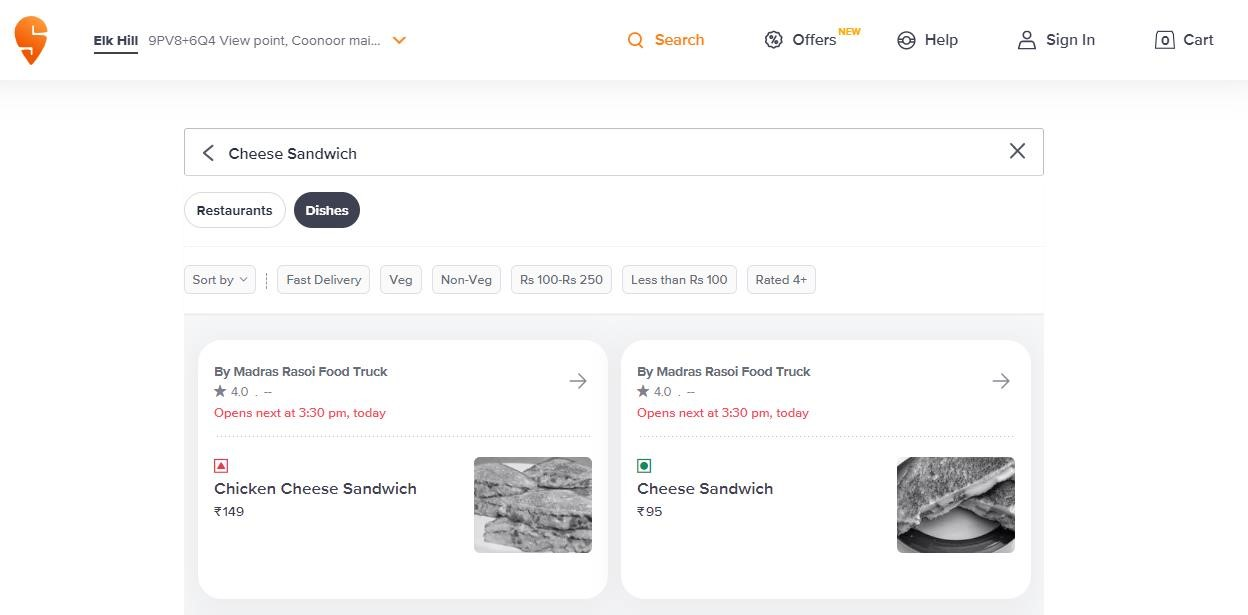 Elk Hill 9PV8+6Q4 View point, Coonoor mai...
Search
Offers NEW
Help
Sign In
0 Cart
Cheese Sandwich
Restaurants
Dishes
Sort by
Fast Delivery
Veg
Non-Veg
Rs 100-Rs 250
Less than Rs 100
Rated 4+
By Madras Rasoi Food Truck
4.0 . --
Opens next at 3:30 pm, today
Chicken Cheese Sandwich
₹149
By Madras Rasoi Food Truck
4.0 . --
Opens next at 3:30 pm, today
Cheese Sandwich
₹95